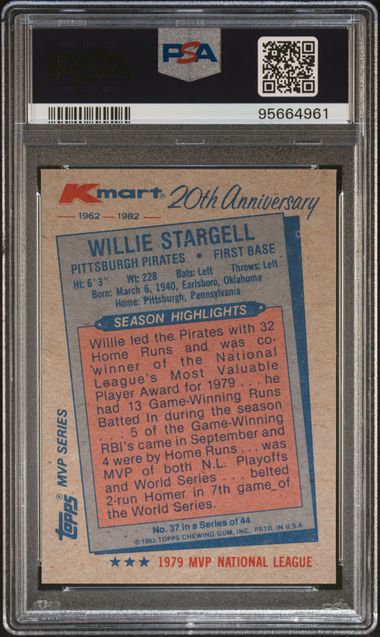 PSA
95664961
Kmart® 20th Anniversary
1962 - 1982
WILLIE STARGELL
PITTSBURGH PIRATES • FIRST BASE
Ht: 6'3" Wt: 228 Bats: Left Throws: Left
Born: March 6, 1940, Earlsboro, Oklahoma
Home: Pittsburgh, Pennsylvania
SEASON HIGHLIGHTS
Willie led the Pirates with 32
Home Runs and was co-
winner of the National
League's Most Valuable
Player Award for 1979 ... he
had 13 Game-Winning Runs
Batted In during the season
... 5 of the Game-Winning
RBI's came in September and
4 were by Home Runs ... was
MVP of both N.L. Playoffs
and World Series ... belted
2-run Homer in 7th game of
the World Series.
No. 37 in a Series of 44.
©1982 TOPPS CHEWING GUM, INC. PRTD. IN U.S.A.
topps® MVP SERIES
★★★ 1979 MVP NATIONAL LEAGUE